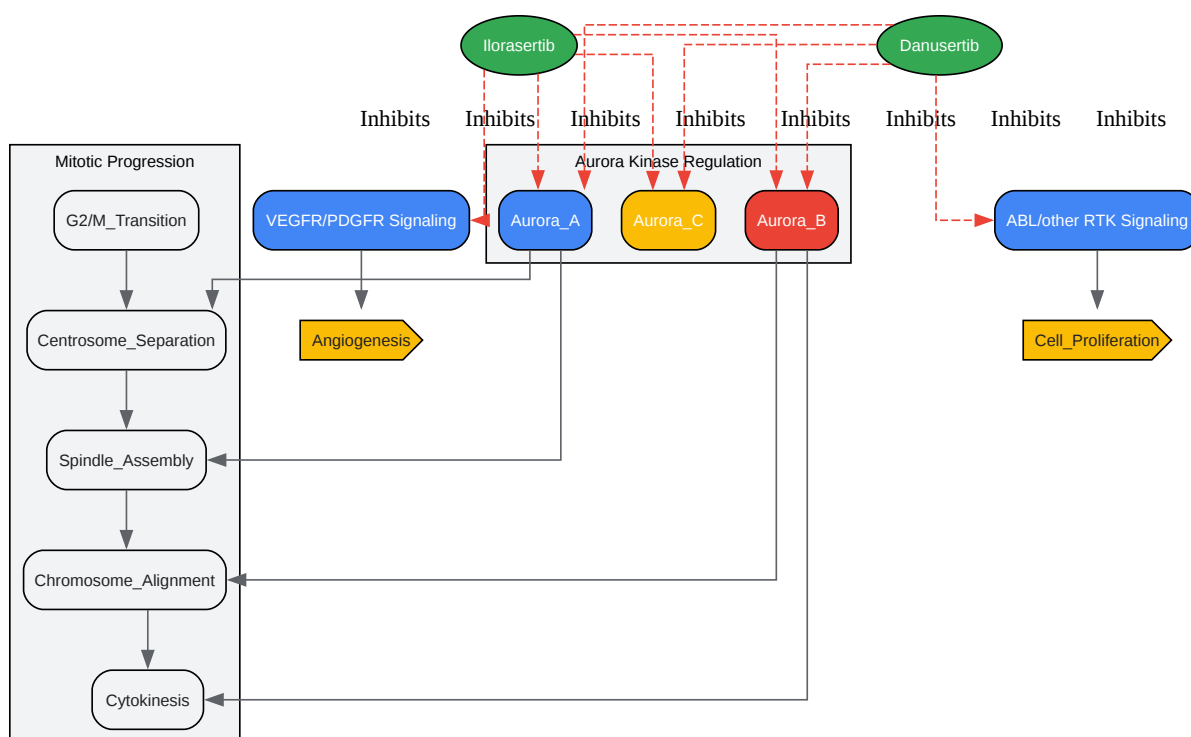 Ilorasertib
Danusertib
Inhibits Inhibits Inhibits Inhibits Inhibits Inhibits Inhibits Inhibits
Mitotic Progression
Aurora Kinase Regulation
G2/M_Transition
VEGFR/PDGFR Signaling
Aurora_A
Aurora_C
Aurora_B
ABL/other RTK Signaling
Centrosome_Separation
Angiogenesis
Cell_Proliferation
Spindle_Assembly
Chromosome_Alignment
Cytokinesis